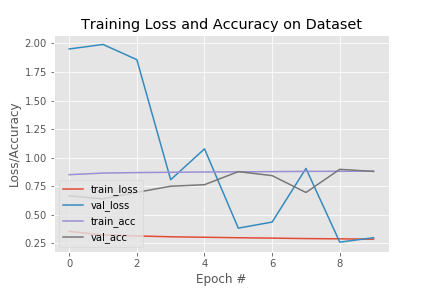 Training Loss and Accuracy on Dataset
2.00
1.75
1.50
1.25
1.00
0.75
0.50
0.25
Loss/Accuracy
train_loss
val_loss
train_acc
val_acc
0 2 4 6 8
Epoch #